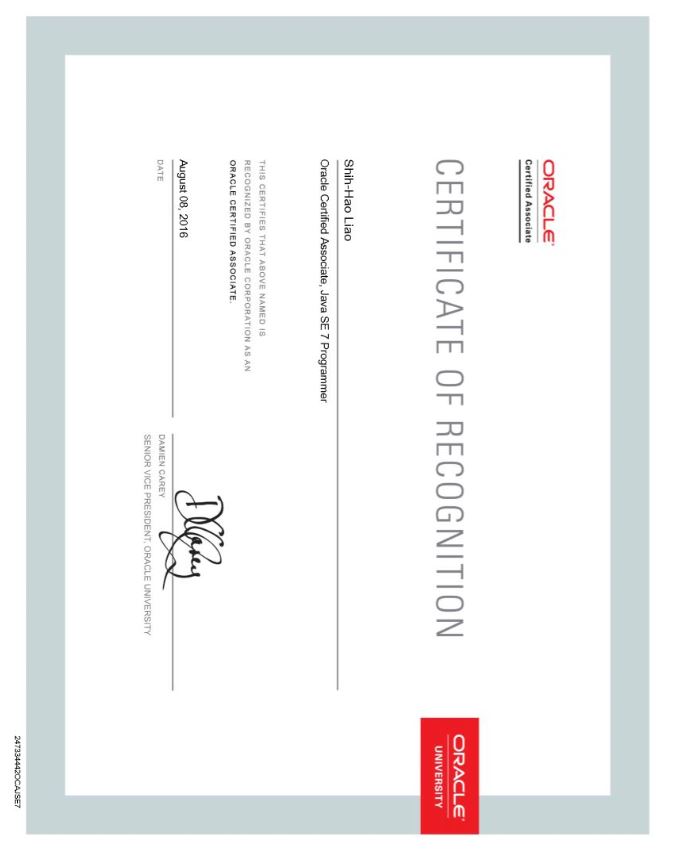 ORACLE®
Certified Associate
CERTIFICATE OF RECOGNITION
Shih-Hao Liao
Oracle Certified Associate, Java SE 7 Programmer
THIS CERTIFIES THAT ABOVE NAMED IS
RECOGNIZED BY ORACLE CORPORATION AS AN
ORACLE CERTIFIED ASSOCIATE.
August 08, 2016
DATE
DCarey
DAMIEN CAREY
SENIOR VICE PRESIDENT, ORACLE UNIVERSITY
ORACLE®
UNIVERSITY
247334442OCAJSE7